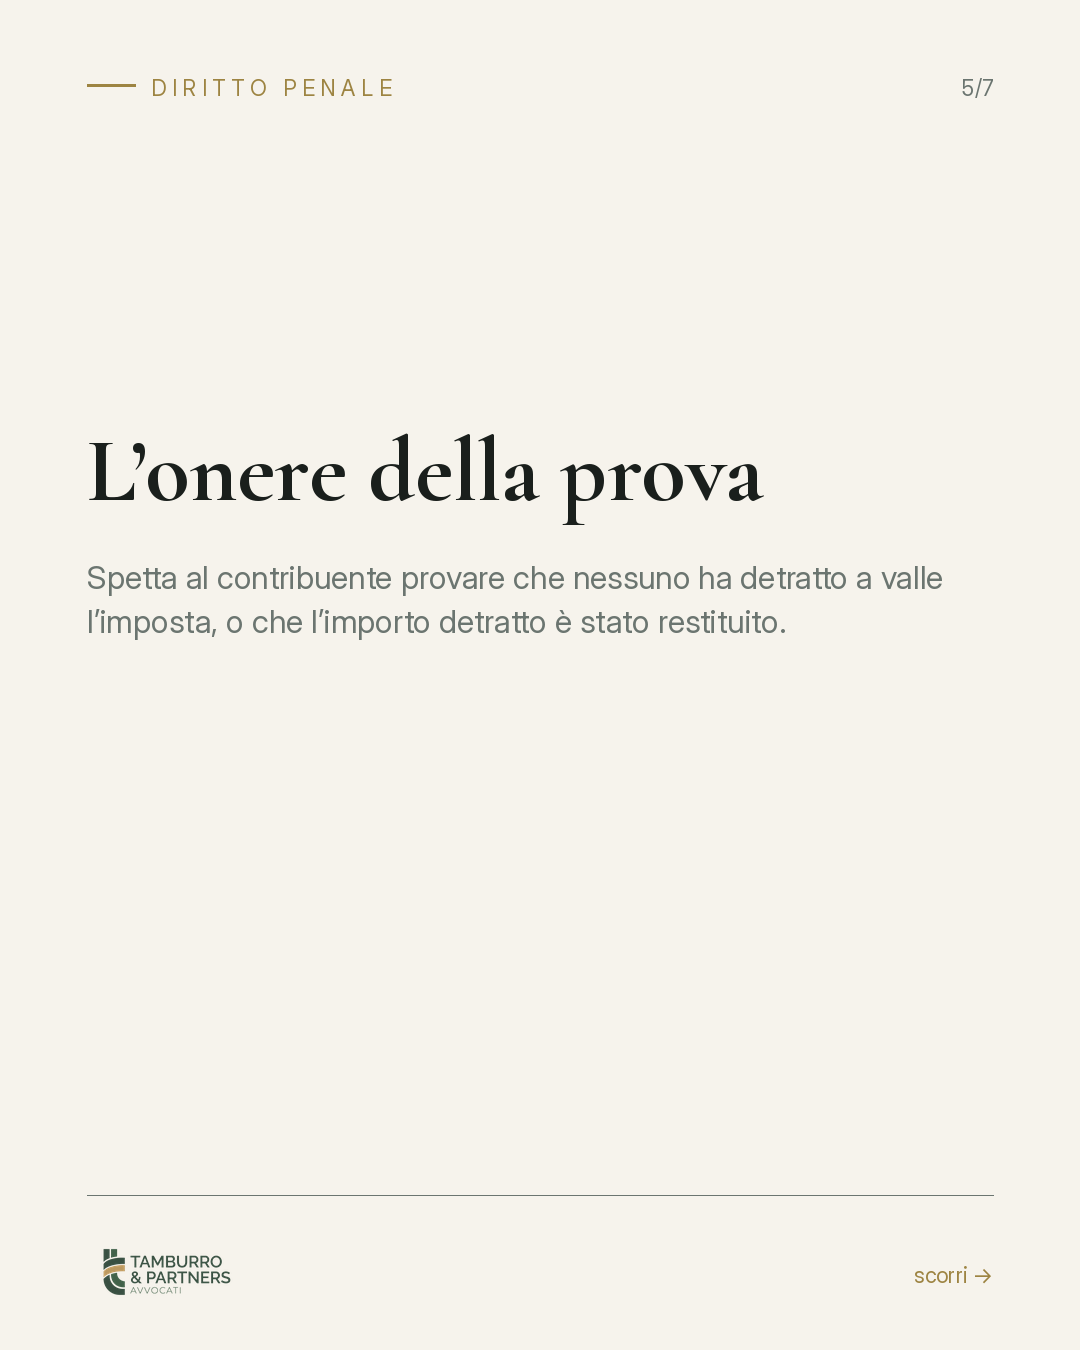 DIRITTO PENALE
5/7
L’onere della prova
Spetta al contribuente provare che nessuno ha detratto a valle
l’imposta, o che l’importo detratto è stato restituito.
TAMBURRO
& PARTNERS
AVVOCATI
scorri →